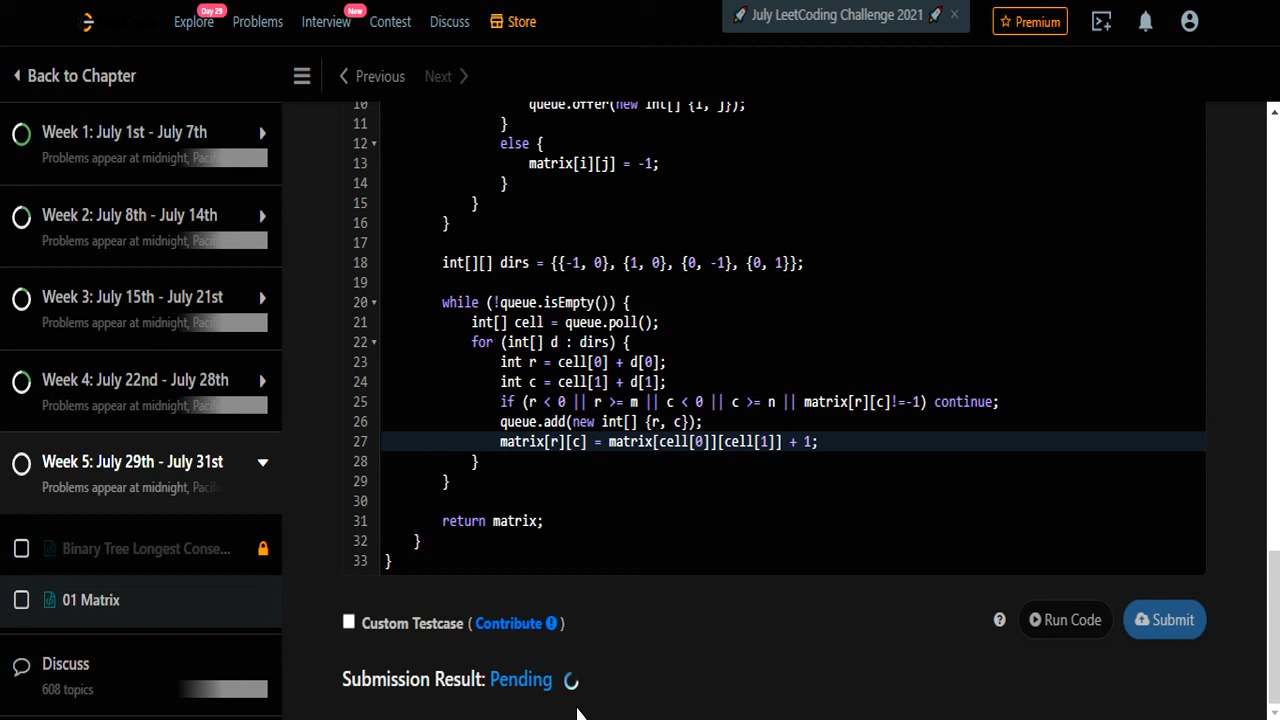 Day 29
New
Explore
Problems
Interview
Contest
Discuss
Store
July LeetCoding Challenge 2021
Premium
Back to Chapter
Previous
Next
Week 1: July 1st - July 7th
Problems appear at midnight,
Week 2: July 8th - July 14th
Problems appear at midnight,
Week 3: July 15th - July 21st
Problems appear at midnight,
Week 4: July 22nd - July 28th
Problems appear at midnight,
Week 5: July 29th - July 31st
Problems appear at midnight,
Binary Tree Longest Conse...
01 Matrix
Discuss
608 topics
10 queue.offer(new int[] {i, j});
11 }
12 else {
13 matrix[i][j] = -1;
14 }
15 }
16 }
17
18 int[][] dirs = {{-1, 0}, {1, 0}, {0, -1}, {0, 1}};
19
20 while (!queue.isEmpty()) {
21 int[] cell = queue.poll();
22 for (int[] d : dirs) {
23 int r = cell[0] + d[0];
24 int c = cell[1] + d[1];
25 if (r < 0 || r >= m || c < 0 || c >= n || matrix[r][c]!=-1) continue;
26 queue.add(new int[] {r, c});
27 matrix[r][c] = matrix[cell[0]][cell[1]] + 1;
28 }
29 }
30
31 return matrix;
32 }
33 }
Custom Testcase ( Contribute )
Run Code
Submit
Submission Result: Pending